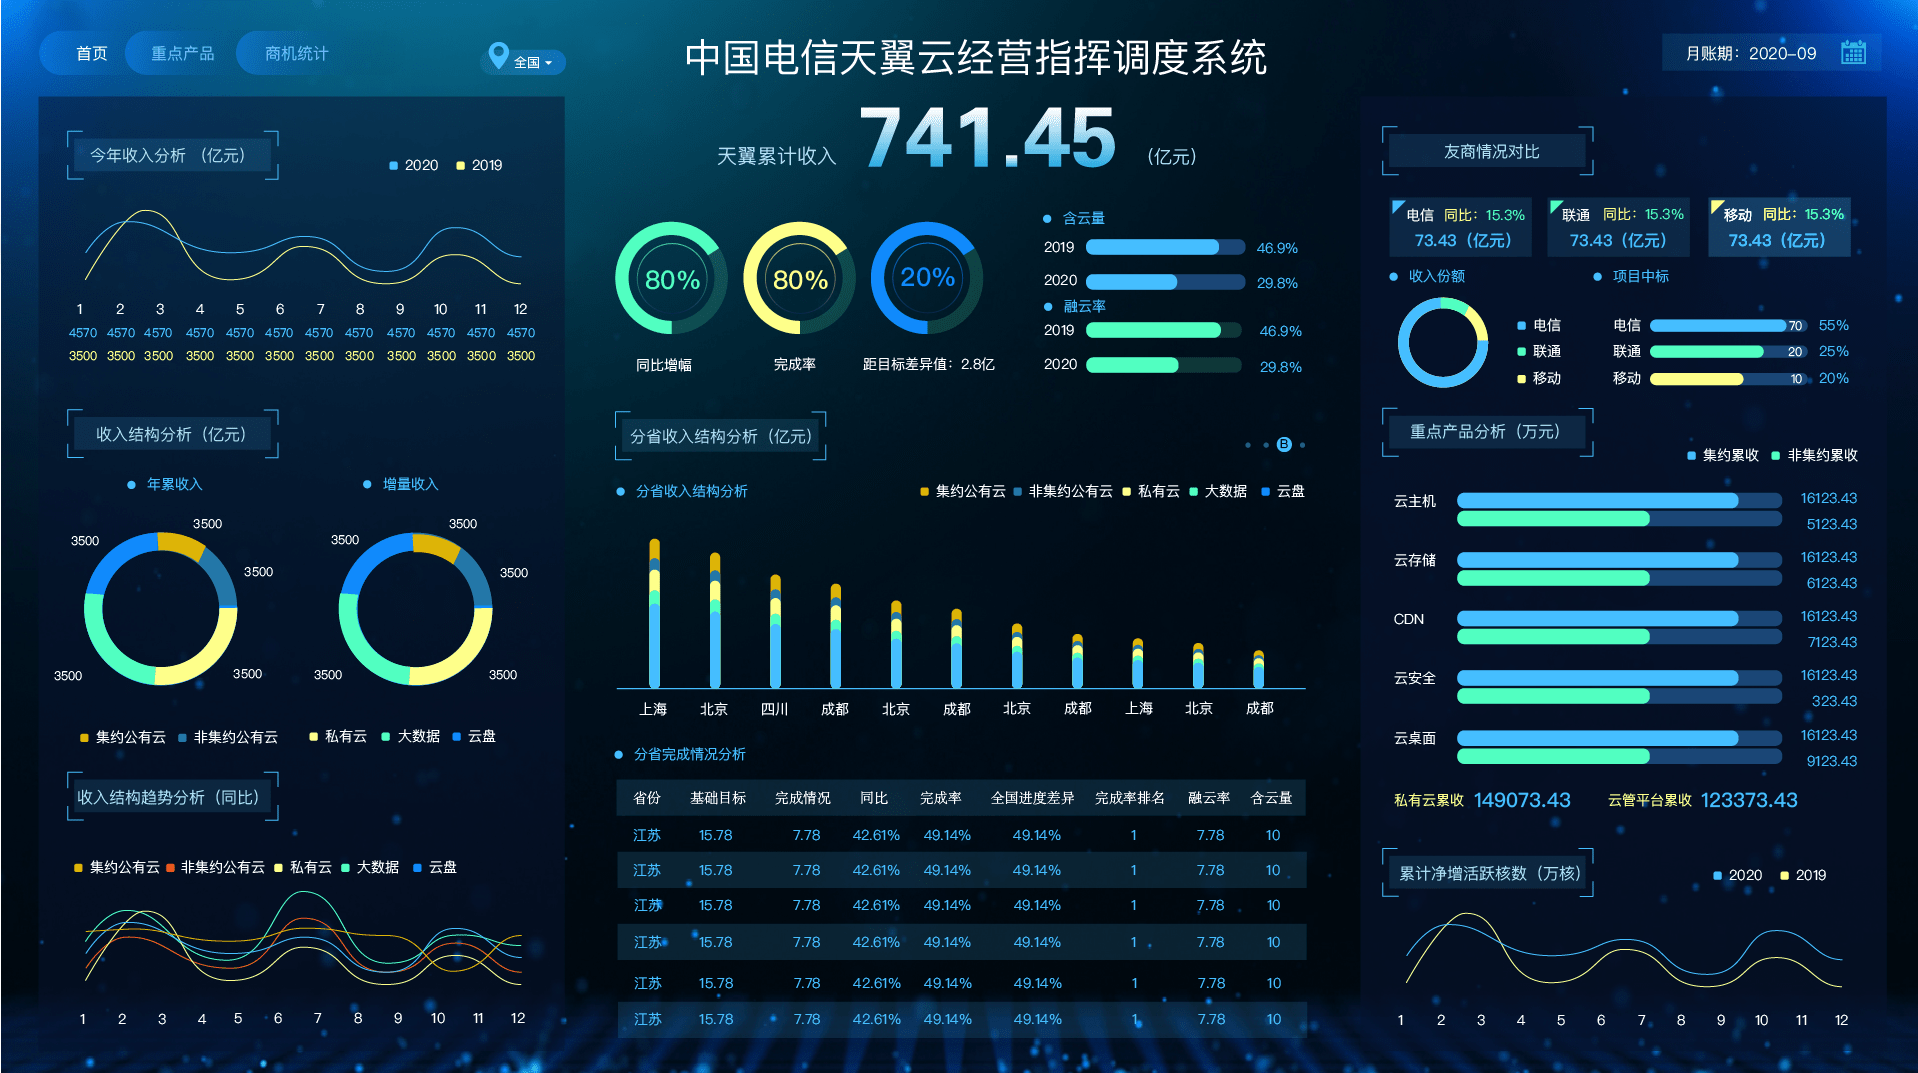 首页 重点产品 商机统计
全国
中国电信天翼云经营指挥调度系统
月账期：2020-09
天翼累计收入 741.45 (亿元)
今年收入分析 （亿元）
2020 2019
1 2 3 4 5 6 7 8 9 10 11 12
4570 4570 4570 4570 4570 4570 4570 4570 4570 4570 4570 4570
3500 3500 3500 3500 3500 3500 3500 3500 3500 3500 3500 3500
收入结构分析（亿元）
年累收入 增量收入
3500 3500
3500 3500
3500 3500
3500 3500
3500 3500
集约公有云 非集约公有云 私有云 大数据 云盘
收入结构趋势分析（同比）
集约公有云 非集约公有云 私有云 大数据 云盘
1 2 3 4 5 6 7 8 9 10 11 12
80% 80% 20%
同比增幅 完成率 距目标差异值：2.8亿
含云量
2019 46.9%
2020 29.8%
融云率
2019 46.9%
2020 29.8%
分省收入结构分析（亿元）
B
分省收入结构分析
集约公有云 非集约公有云 私有云 大数据 云盘
上海 北京 四川 成都 北京 成都 北京 成都 上海 北京 成都
分省完成情况分析
省份 基础目标 完成情况 同比 完成率 全国进度差异 完成率排名 融云率 含云量
江苏 15.78 7.78 42.61% 49.14% 49.14% 1 7.78 10
江苏 15.78 7.78 42.61% 49.14% 49.14% 1 7.78 10
江苏 15.78 7.78 42.61% 49.14% 49.14% 1 7.78 10
江苏 15.78 7.78 42.61% 49.14% 49.14% 1 7.78 10
江苏 15.78 7.78 42.61% 49.14% 49.14% 1 7.78 10
江苏 15.78 7.78 42.61% 49.14% 49.14% 1 7.78 10
友商情况对比
电信 同比：15.3% 联通 同比：15.3% 移动 同比：15.3%
73.43（亿元） 73.43（亿元） 73.43（亿元）
收入份额 项目中标
电信 电信 70 55%
联通 联通 20 25%
移动 移动 10 20%
重点产品分析（万元）
集约累收 非集约累收
云主机 16123.43
5123.43
云存储 16123.43
6123.43
CDN 16123.43
7123.43
云安全 16123.43
323.43
云桌面 16123.43
9123.43
私有云累收 149073.43 云管平台累收 123373.43
累计净增活跃核数（万核）
2020 2019
1 2 3 4 5 6 7 8 9 10 11 12